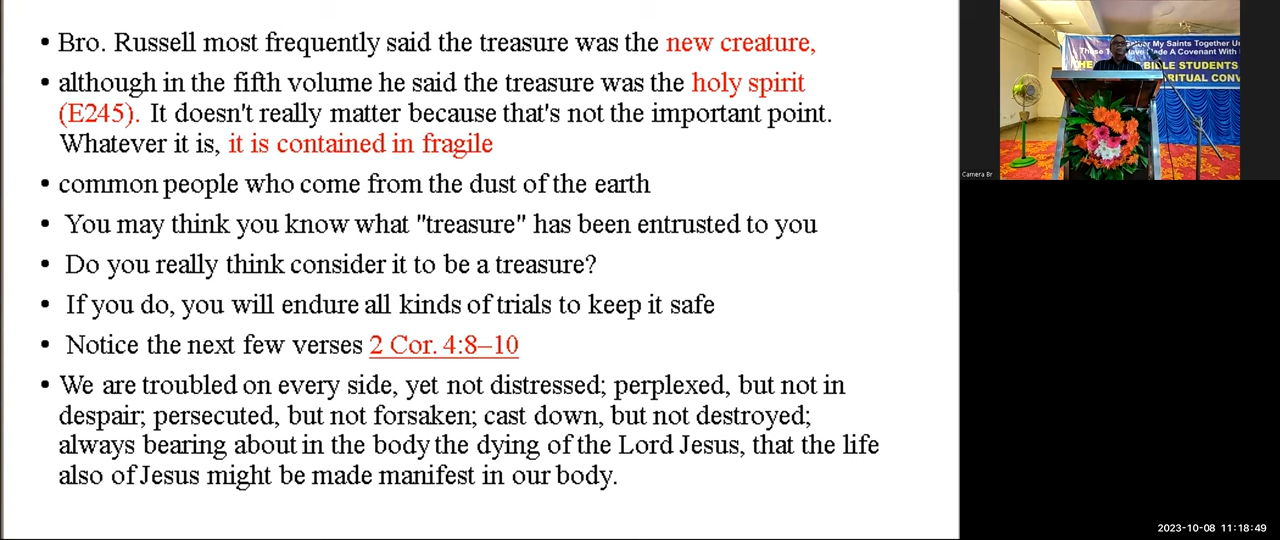 • Bro. Russell most frequently said the treasure was the new creature,
• although in the fifth volume he said the treasure was the holy spirit
(E245). It doesn't really matter because that's not the important point.
Whatever it is, it is contained in fragile
• common people who come from the dust of the earth
• You may think you know what "treasure" has been entrusted to you
• Do you really think consider it to be a treasure?
• If you do, you will endure all kinds of trials to keep it safe
• Notice the next few verses 2 Cor. 4:8–10
• We are troubled on every side, yet not distressed; perplexed, but not in
despair; persecuted, but not forsaken; cast down, but not destroyed;
always bearing about in the body the dying of the Lord Jesus, that the life
also of Jesus might be made manifest in our body.
My Saints Together
Made A Covenant With
BIBLE STUDENTS
Camera Br
2023-10-08 11:18:49